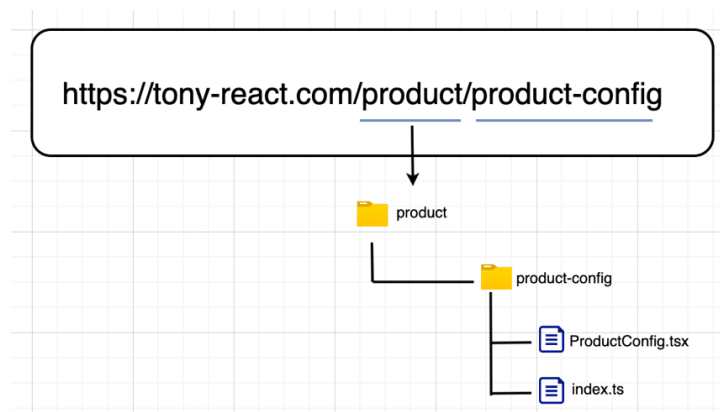 https://tony-react.com/product/product-config
product
product-config
ProductConfig.tsx
index.ts